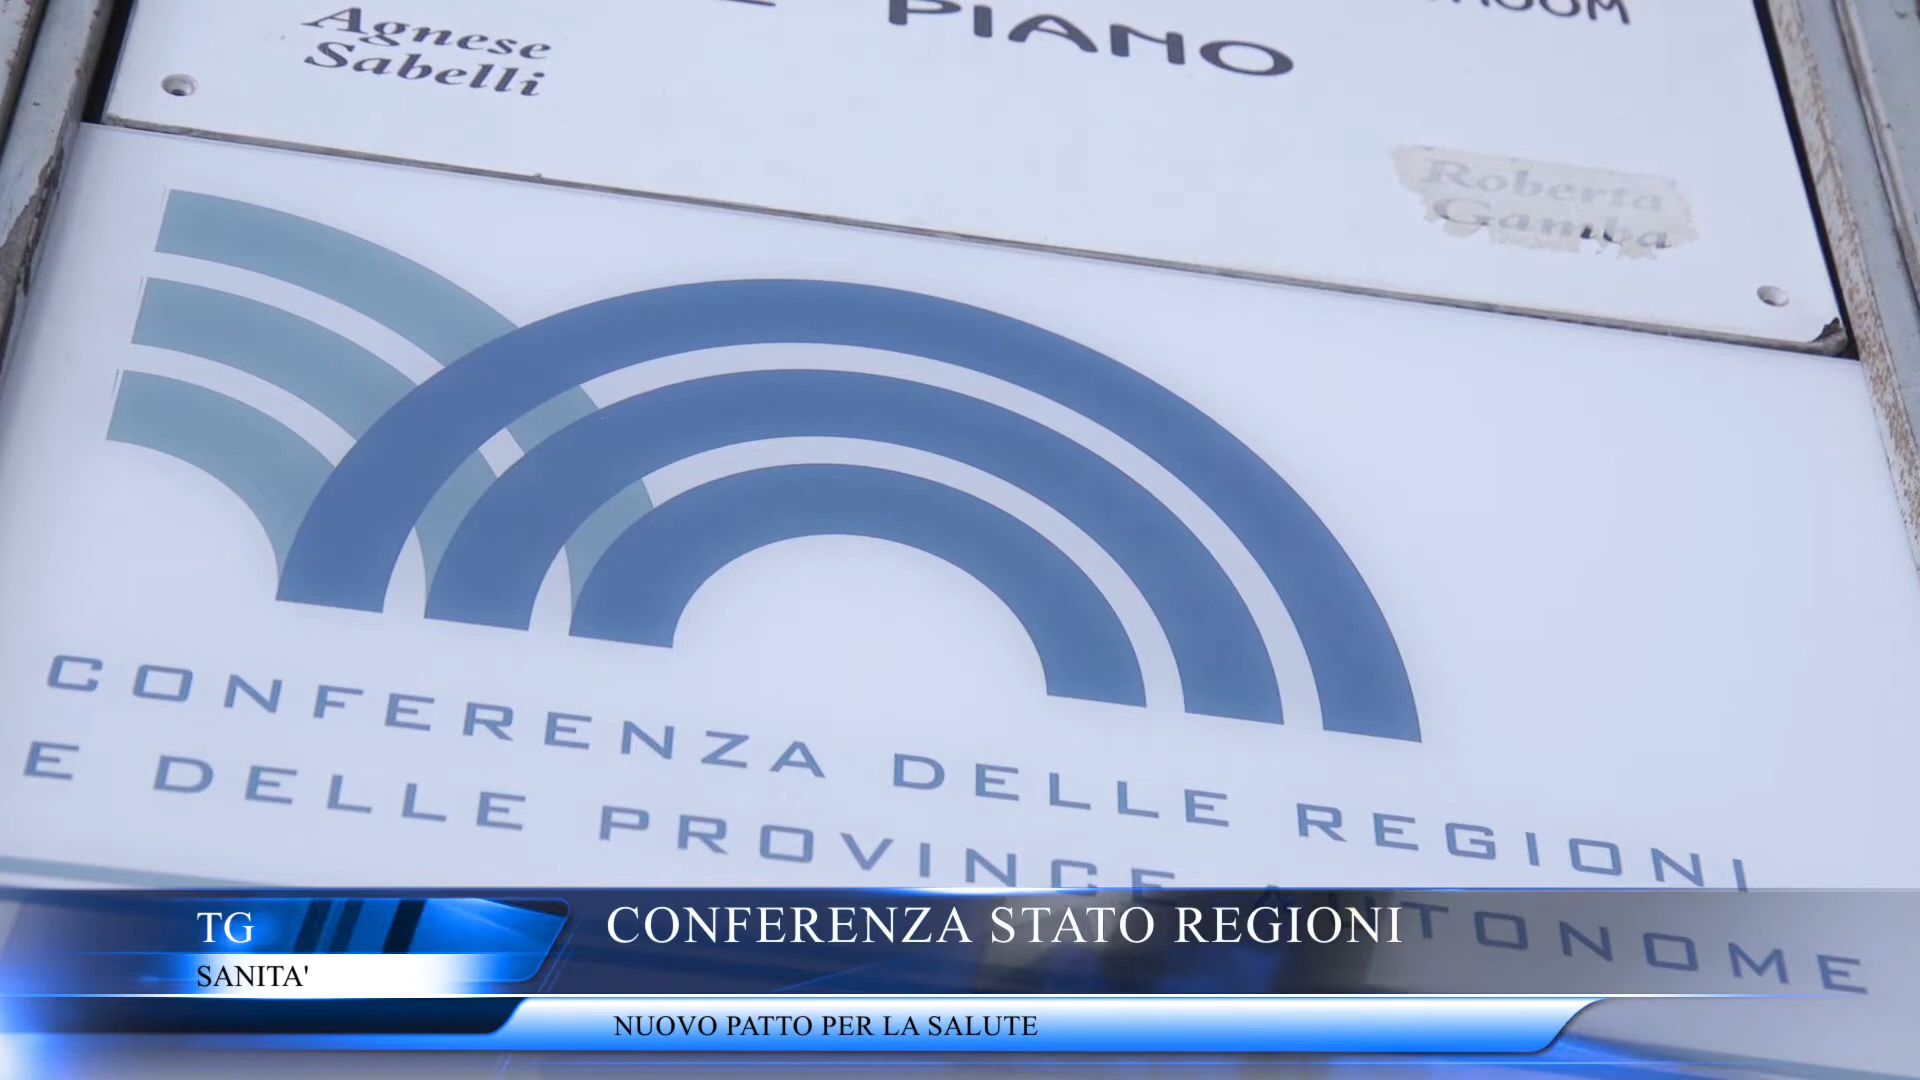 Agnese
Sabelli
PIANO
Roberta
Gamba
CONFERENZA DELLE REGIONI
E DELLE PROVINCE AUTONOME
TG
SANITA'
CONFERENZA STATO REGIONI
NUOVO PATTO PER LA SALUTE